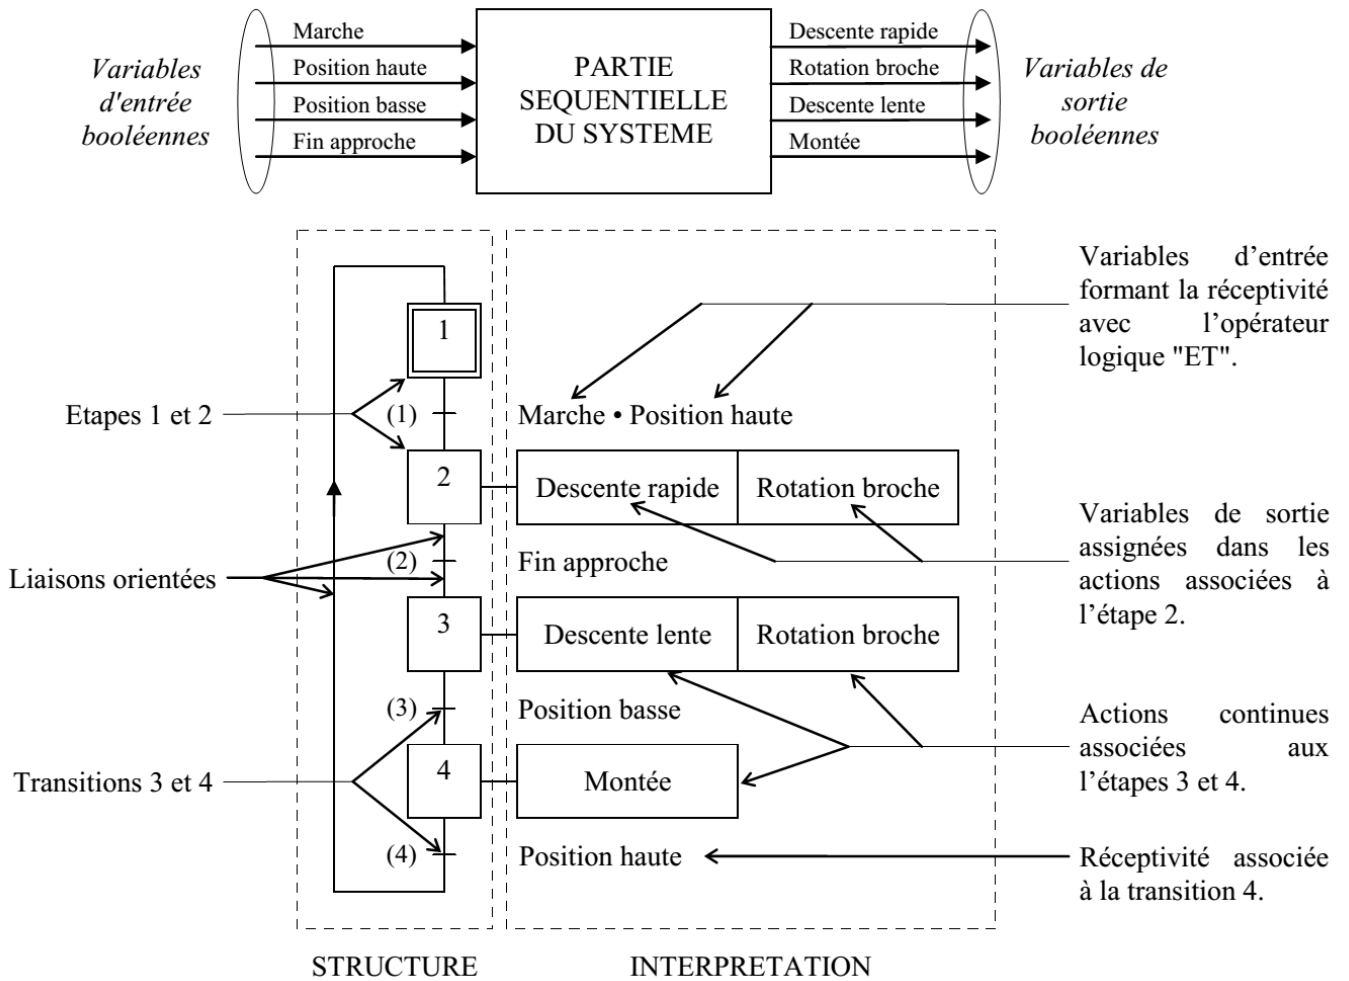 Variables
d'entrée
booléennes
Marche
Position haute
Position basse
Fin approche
PARTIE
SEQUENTIELLE
DU SYSTEME
Descente rapide
Rotation broche
Descente lente
Montée
Variables de
sortie
booléennes
Variables d’entrée
formant la réceptivité
avec l’opérateur
logique "ET".
1
Etapes 1 et 2
(1)
Marche • Position haute
2
Descente rapide
Rotation broche
Variables de sortie
assignées dans les
actions associées à
l’étape 2.
(2)
Fin approche
Liaisons orientées
3
Descente lente
Rotation broche
(3)
Position basse
Actions continues
associées aux
l’étapes 3 et 4.
Transitions 3 et 4
4
Montée
(4)
Position haute
Réceptivité associée
à la transition 4.
STRUCTURE
INTERPRETATION